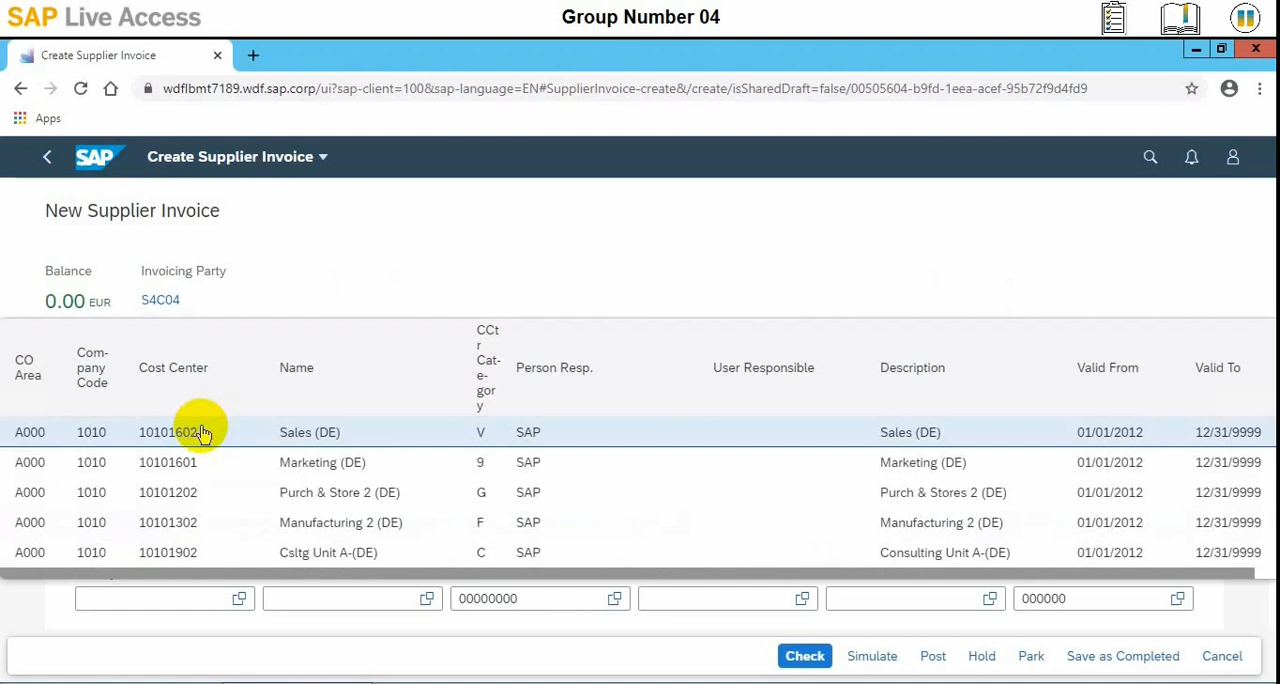 SAP Live Access
Group Number 04
Create Supplier Invoice
wdflbmt7189.wdf.sap.corp/ui?sap-client=100&sap-language=EN#SupplierInvoice-create&/create/isSharedDraft=false/00505604-b9fd-1eea-acef-95b72f9d4fd9
Apps
SAP Create Supplier Invoice
New Supplier Invoice
Balance Invoicing Party
0.00 EUR S4C04
CO Area Com-pany Code Cost Center Name CCtr Cat-e-gory Person Resp. User Responsible Description Valid From Valid To
A000 1010 10101602 Sales (DE) V SAP Sales (DE) 01/01/2012 12/31/9999
A000 1010 10101601 Marketing (DE) 9 SAP Marketing (DE) 01/01/2012 12/31/9999
A000 1010 10101202 Purch & Store 2 (DE) G SAP Purch & Stores 2 (DE) 01/01/2012 12/31/9999
A000 1010 10101302 Manufacturing 2 (DE) F SAP Manufacturing 2 (DE) 01/01/2012 12/31/9999
A000 1010 10101902 Csltg Unit A-(DE) C SAP Consulting Unit A-(DE) 01/01/2012 12/31/9999
00000000 000000
Check Simulate Post Hold Park Save as Completed Cancel